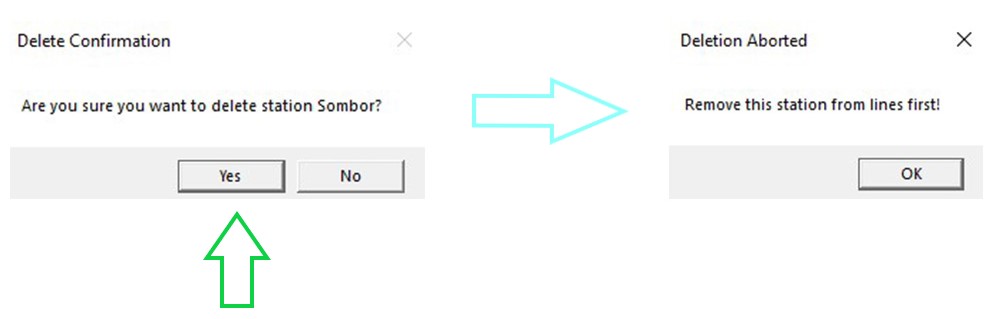 Delete Confirmation
Are you sure you want to delete station Sombor?
Yes
No
Deletion Aborted
Remove this station from lines first!
OK